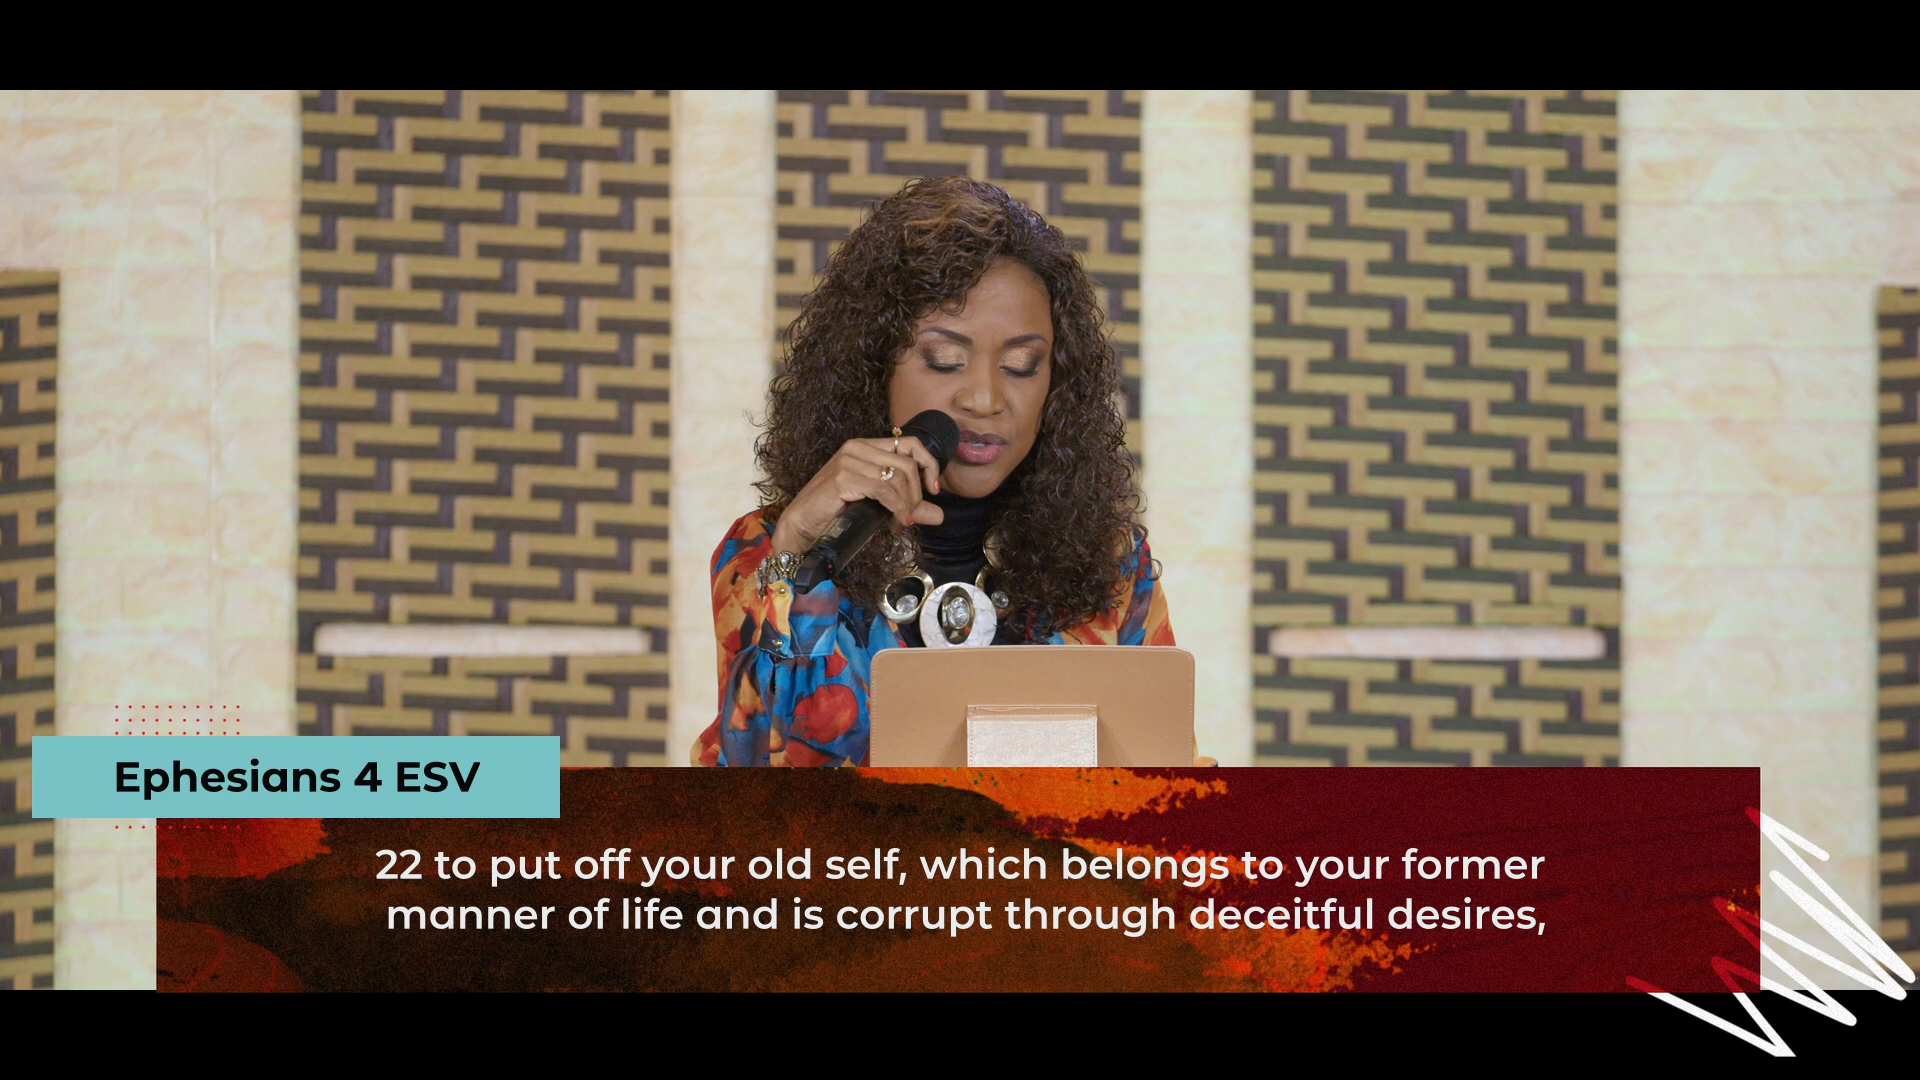 Ephesians 4 ESV
22 to put off your old self, which belongs to your former
manner of life and is corrupt through deceitful desires,